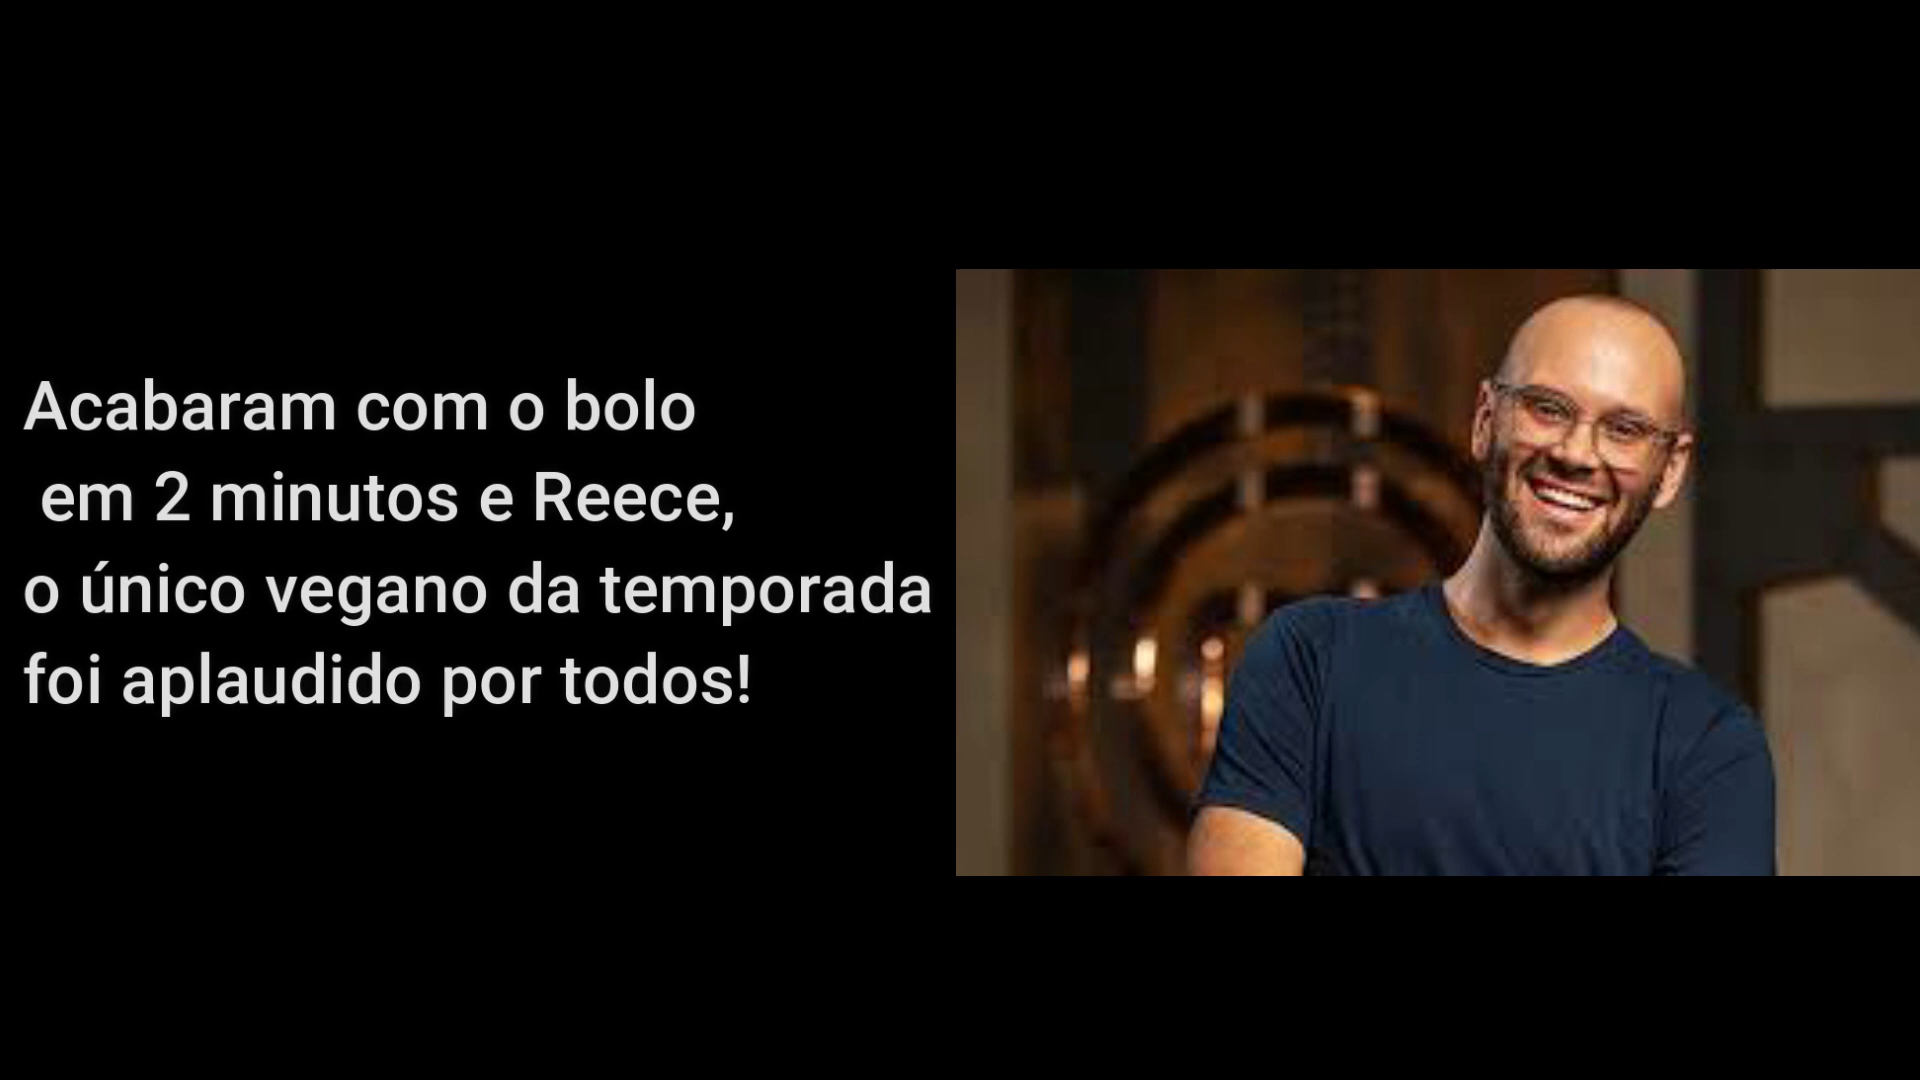 Acabaram com o bolo
em 2 minutos e Reece,
o único vegano da temporada
foi aplaudido por todos!